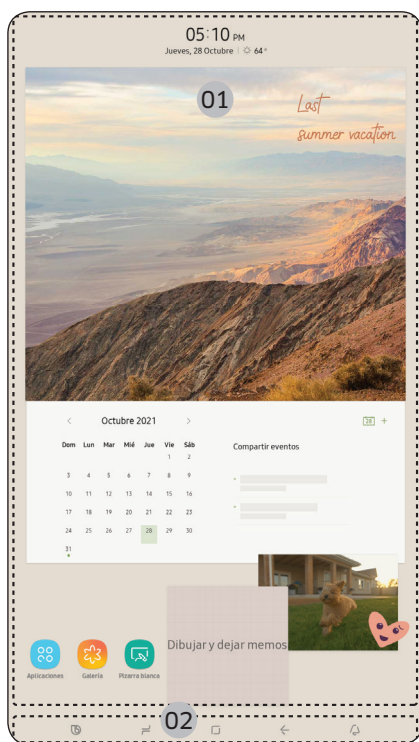 05:10 PM
Jueves, 28 Octubre 64°
01
Last
summer vacation
Octubre 2021
28 +
Dom Lun Mar Mié Jue Vie Sáb
Compartir eventos
1 2
3 4 5 6 7 8 9
10 11 12 13 14 15 16
17 18 19 20 21 22 23
24 25 26 27 28 29 30
31
Dibujar y dejar memos
Aplicaciones Galería Pizarra blanca
02